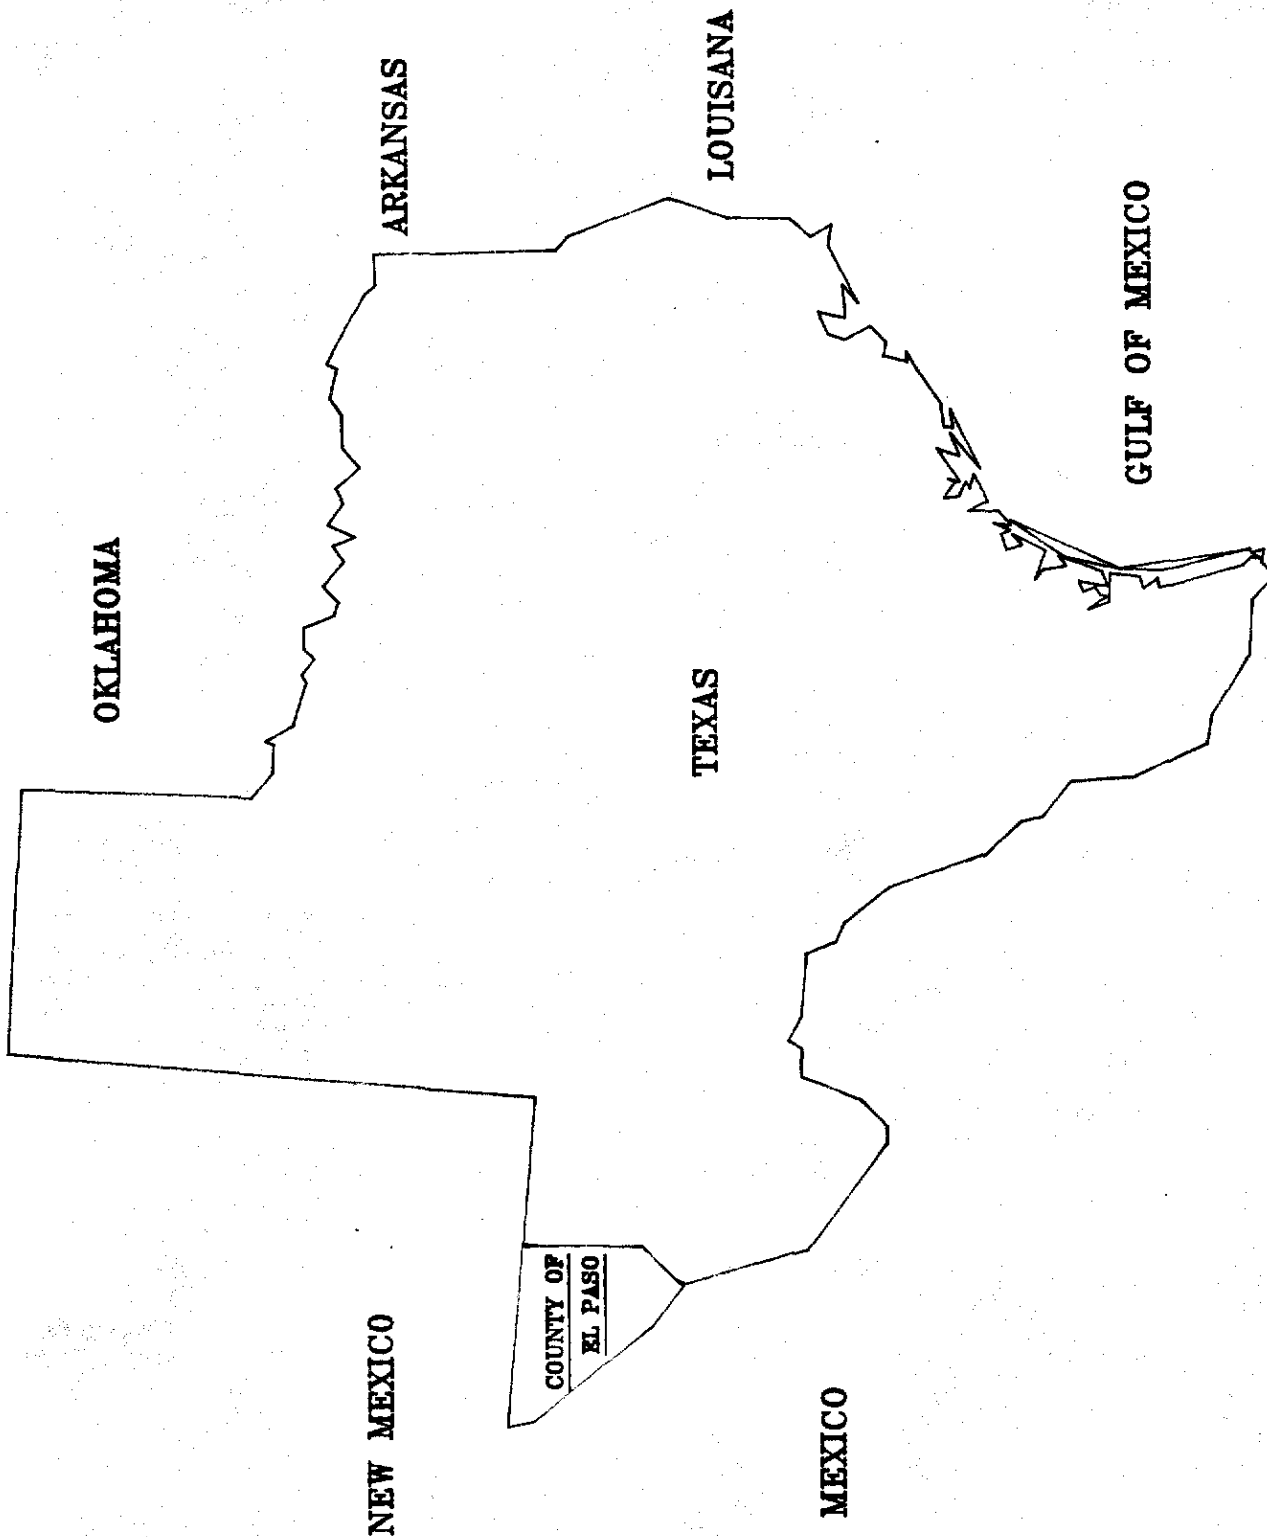 OKLAHOMA
ARKANSAS
NEW MEXICO
TEXAS
LOUISANA
COUNTY OF
EL PASO
MEXICO
GULF OF MEXICO